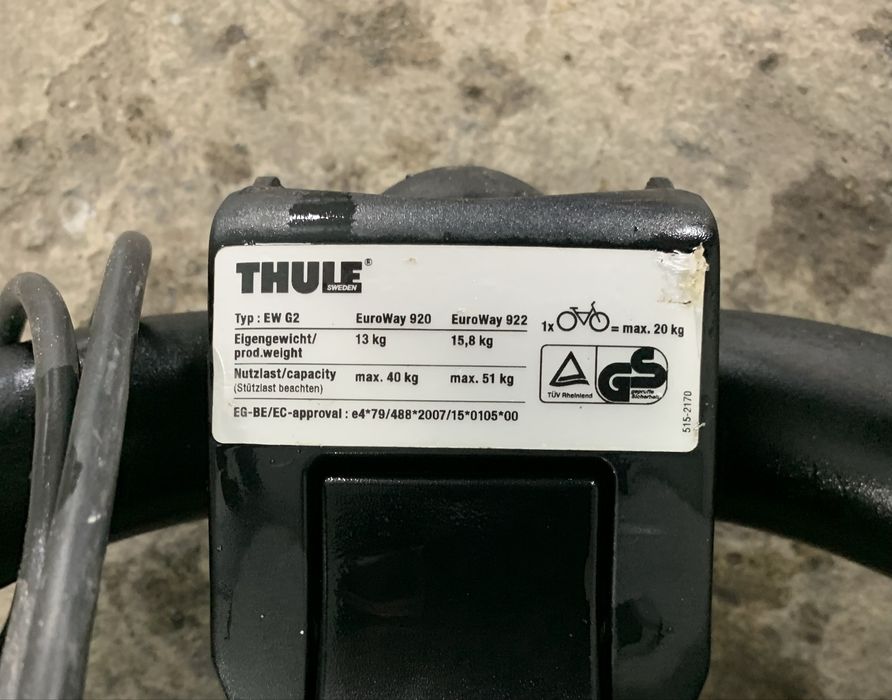 THULE®
SWEDEN
Typ : EW G2 EuroWay 920 EuroWay 922
Eigengewicht/ 13 kg 15,8 kg
prod.weight
Nutzlast/capacity max. 40 kg max. 51 kg
(Stützlast beachten)
EG-BE/EC-approval : e4*79/488*2007/15*0105*00
1x = max. 20 kg
TÜV Rheinland
GS
geprüfte
Sicherheit
515-2170